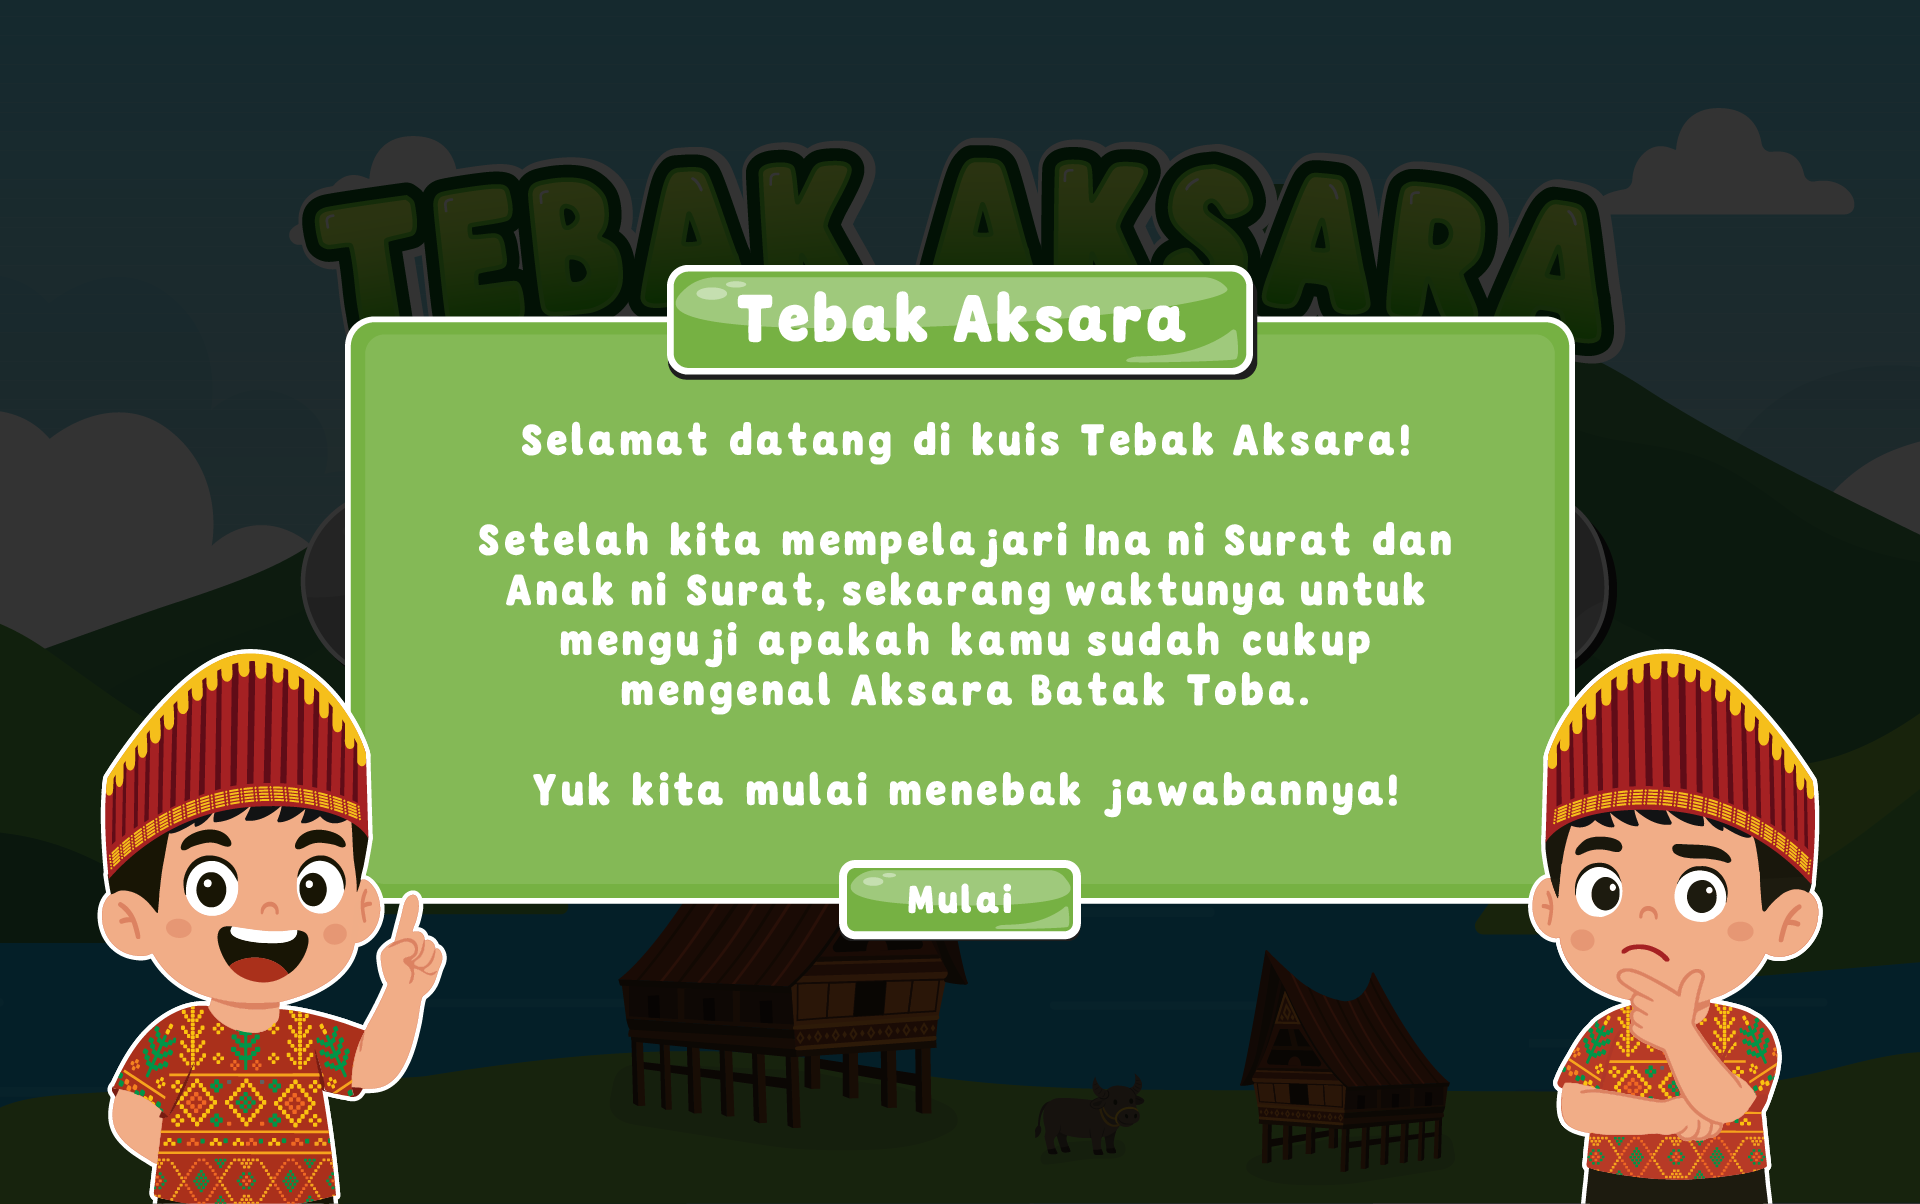 TEBAK AKSARA
Tebak Aksara
Selamat datang di kuis Tebak Aksara!
Setelah kita mempelajari Ina ni Surat dan
Anak ni Surat, sekarang waktunya untuk
menguji apakah kamu sudah cukup
mengenal Aksara Batak Toba.
Yuk kita mulai menebak jawabannya!
Mulai